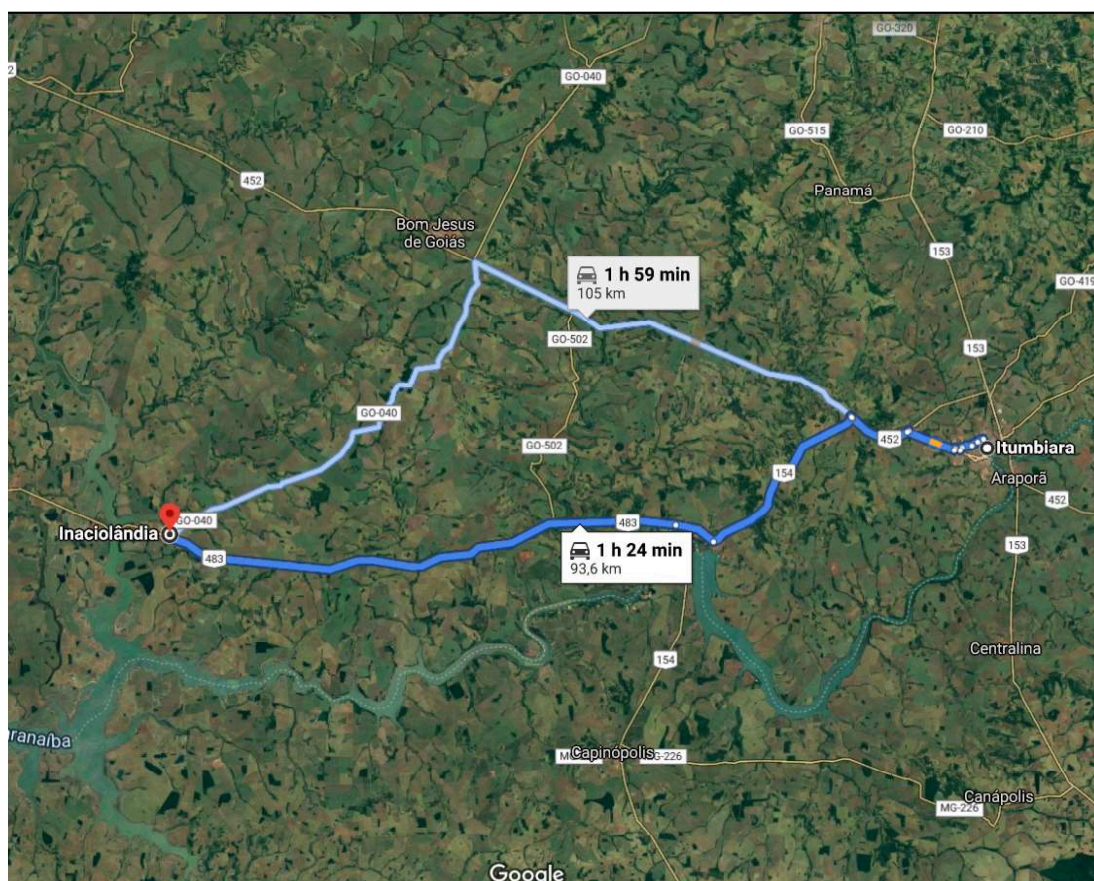 GO-320
GO-040
GO-515
GO-210
452
Panamá
Bom Jesus
de Goiás
153
1 h 59 min
105 km
GO-419
GO-502
153
GO-040
452
GO-502
Itumbiara
154
Araporã
452
GO-040
483
Inaciolândia
153
483
1 h 24 min
93,6 km
Centralina
154
Capinópolis
MG-226
Canápolis
MG-226
Google